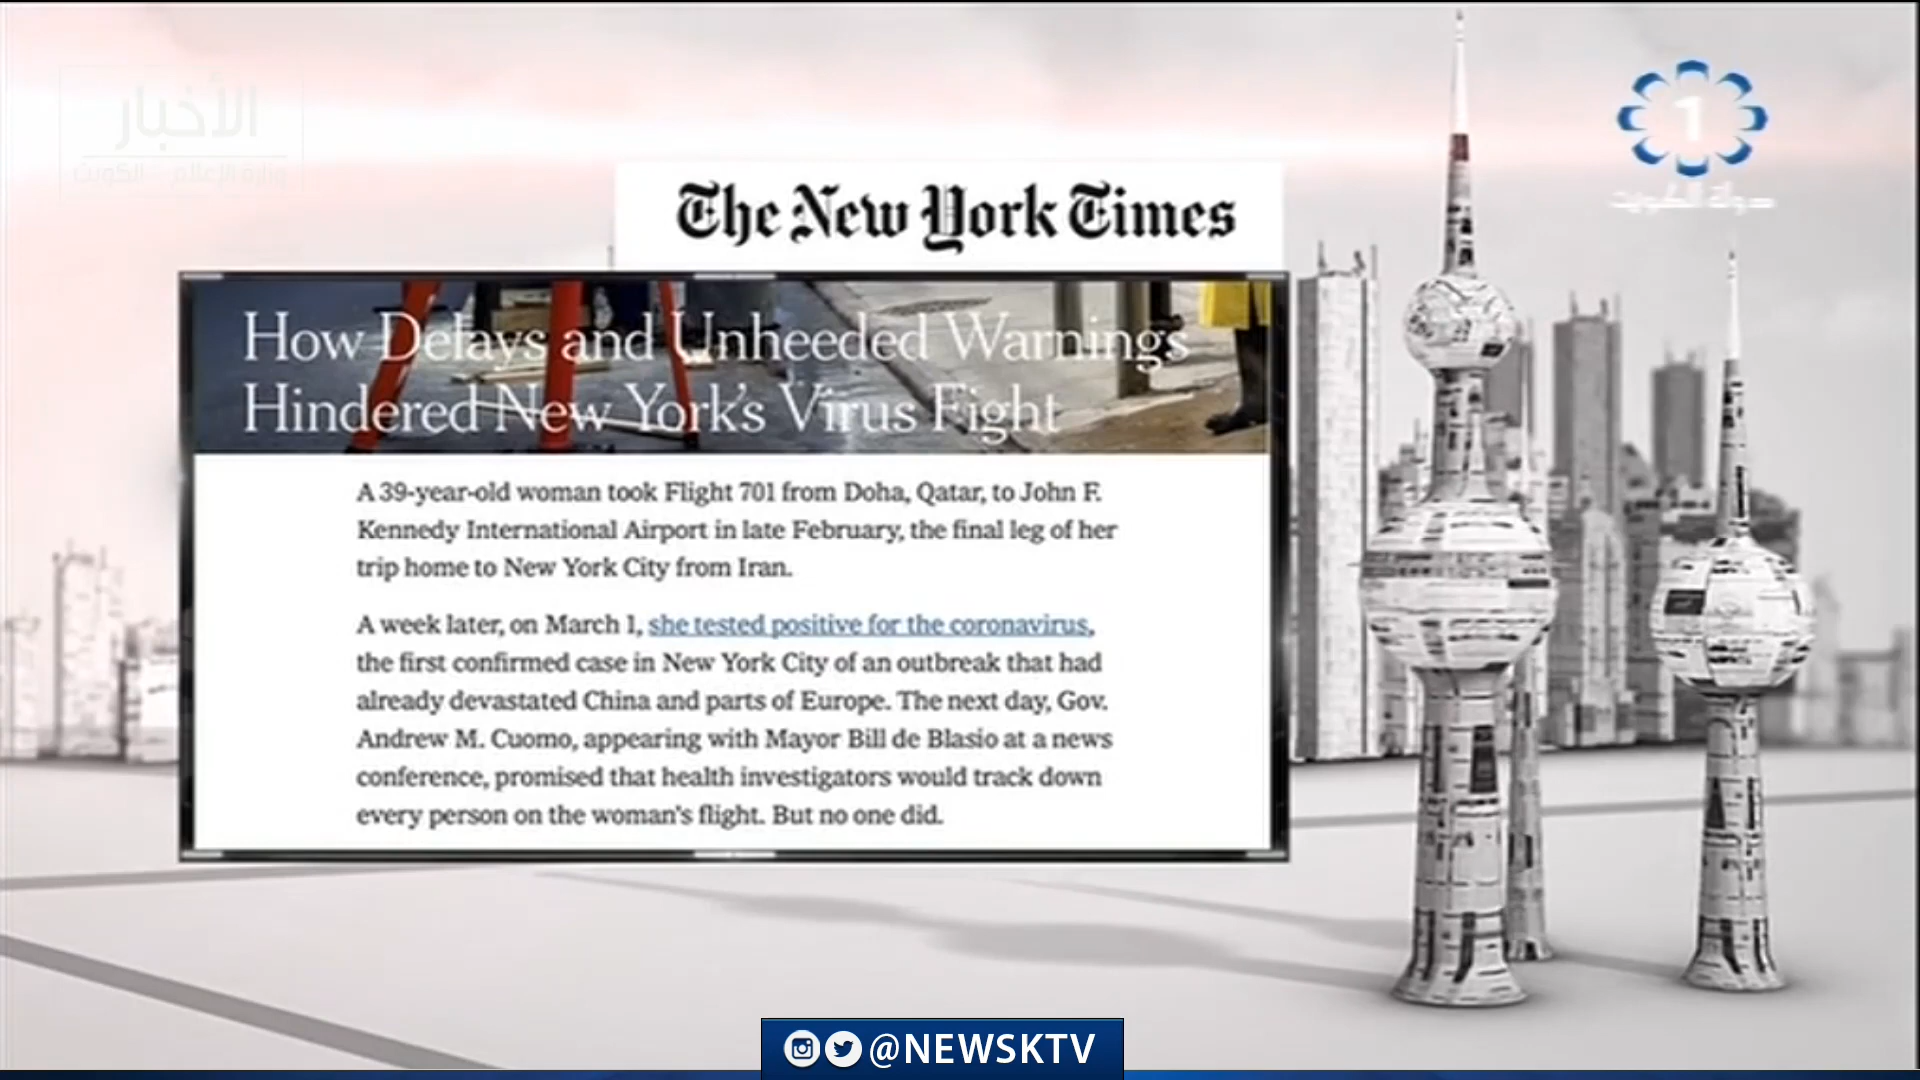 الأخبار
وزارة الإعلام - الكويت
1
دولة الكويت
The New York Times
How Delays and Unheeded Warnings
Hindered New York's Virus Fight
A 39-year-old woman took Flight 701 from Doha, Qatar, to John F.
Kennedy International Airport in late February, the final leg of her
trip home to New York City from Iran.
A week later, on March 1, she tested positive for the coronavirus,
the first confirmed case in New York City of an outbreak that had
already devastated China and parts of Europe. The next day, Gov.
Andrew M. Cuomo, appearing with Mayor Bill de Blasio at a news
conference, promised that health investigators would track down
every person on the woman's flight. But no one did.
@NEWSKTV